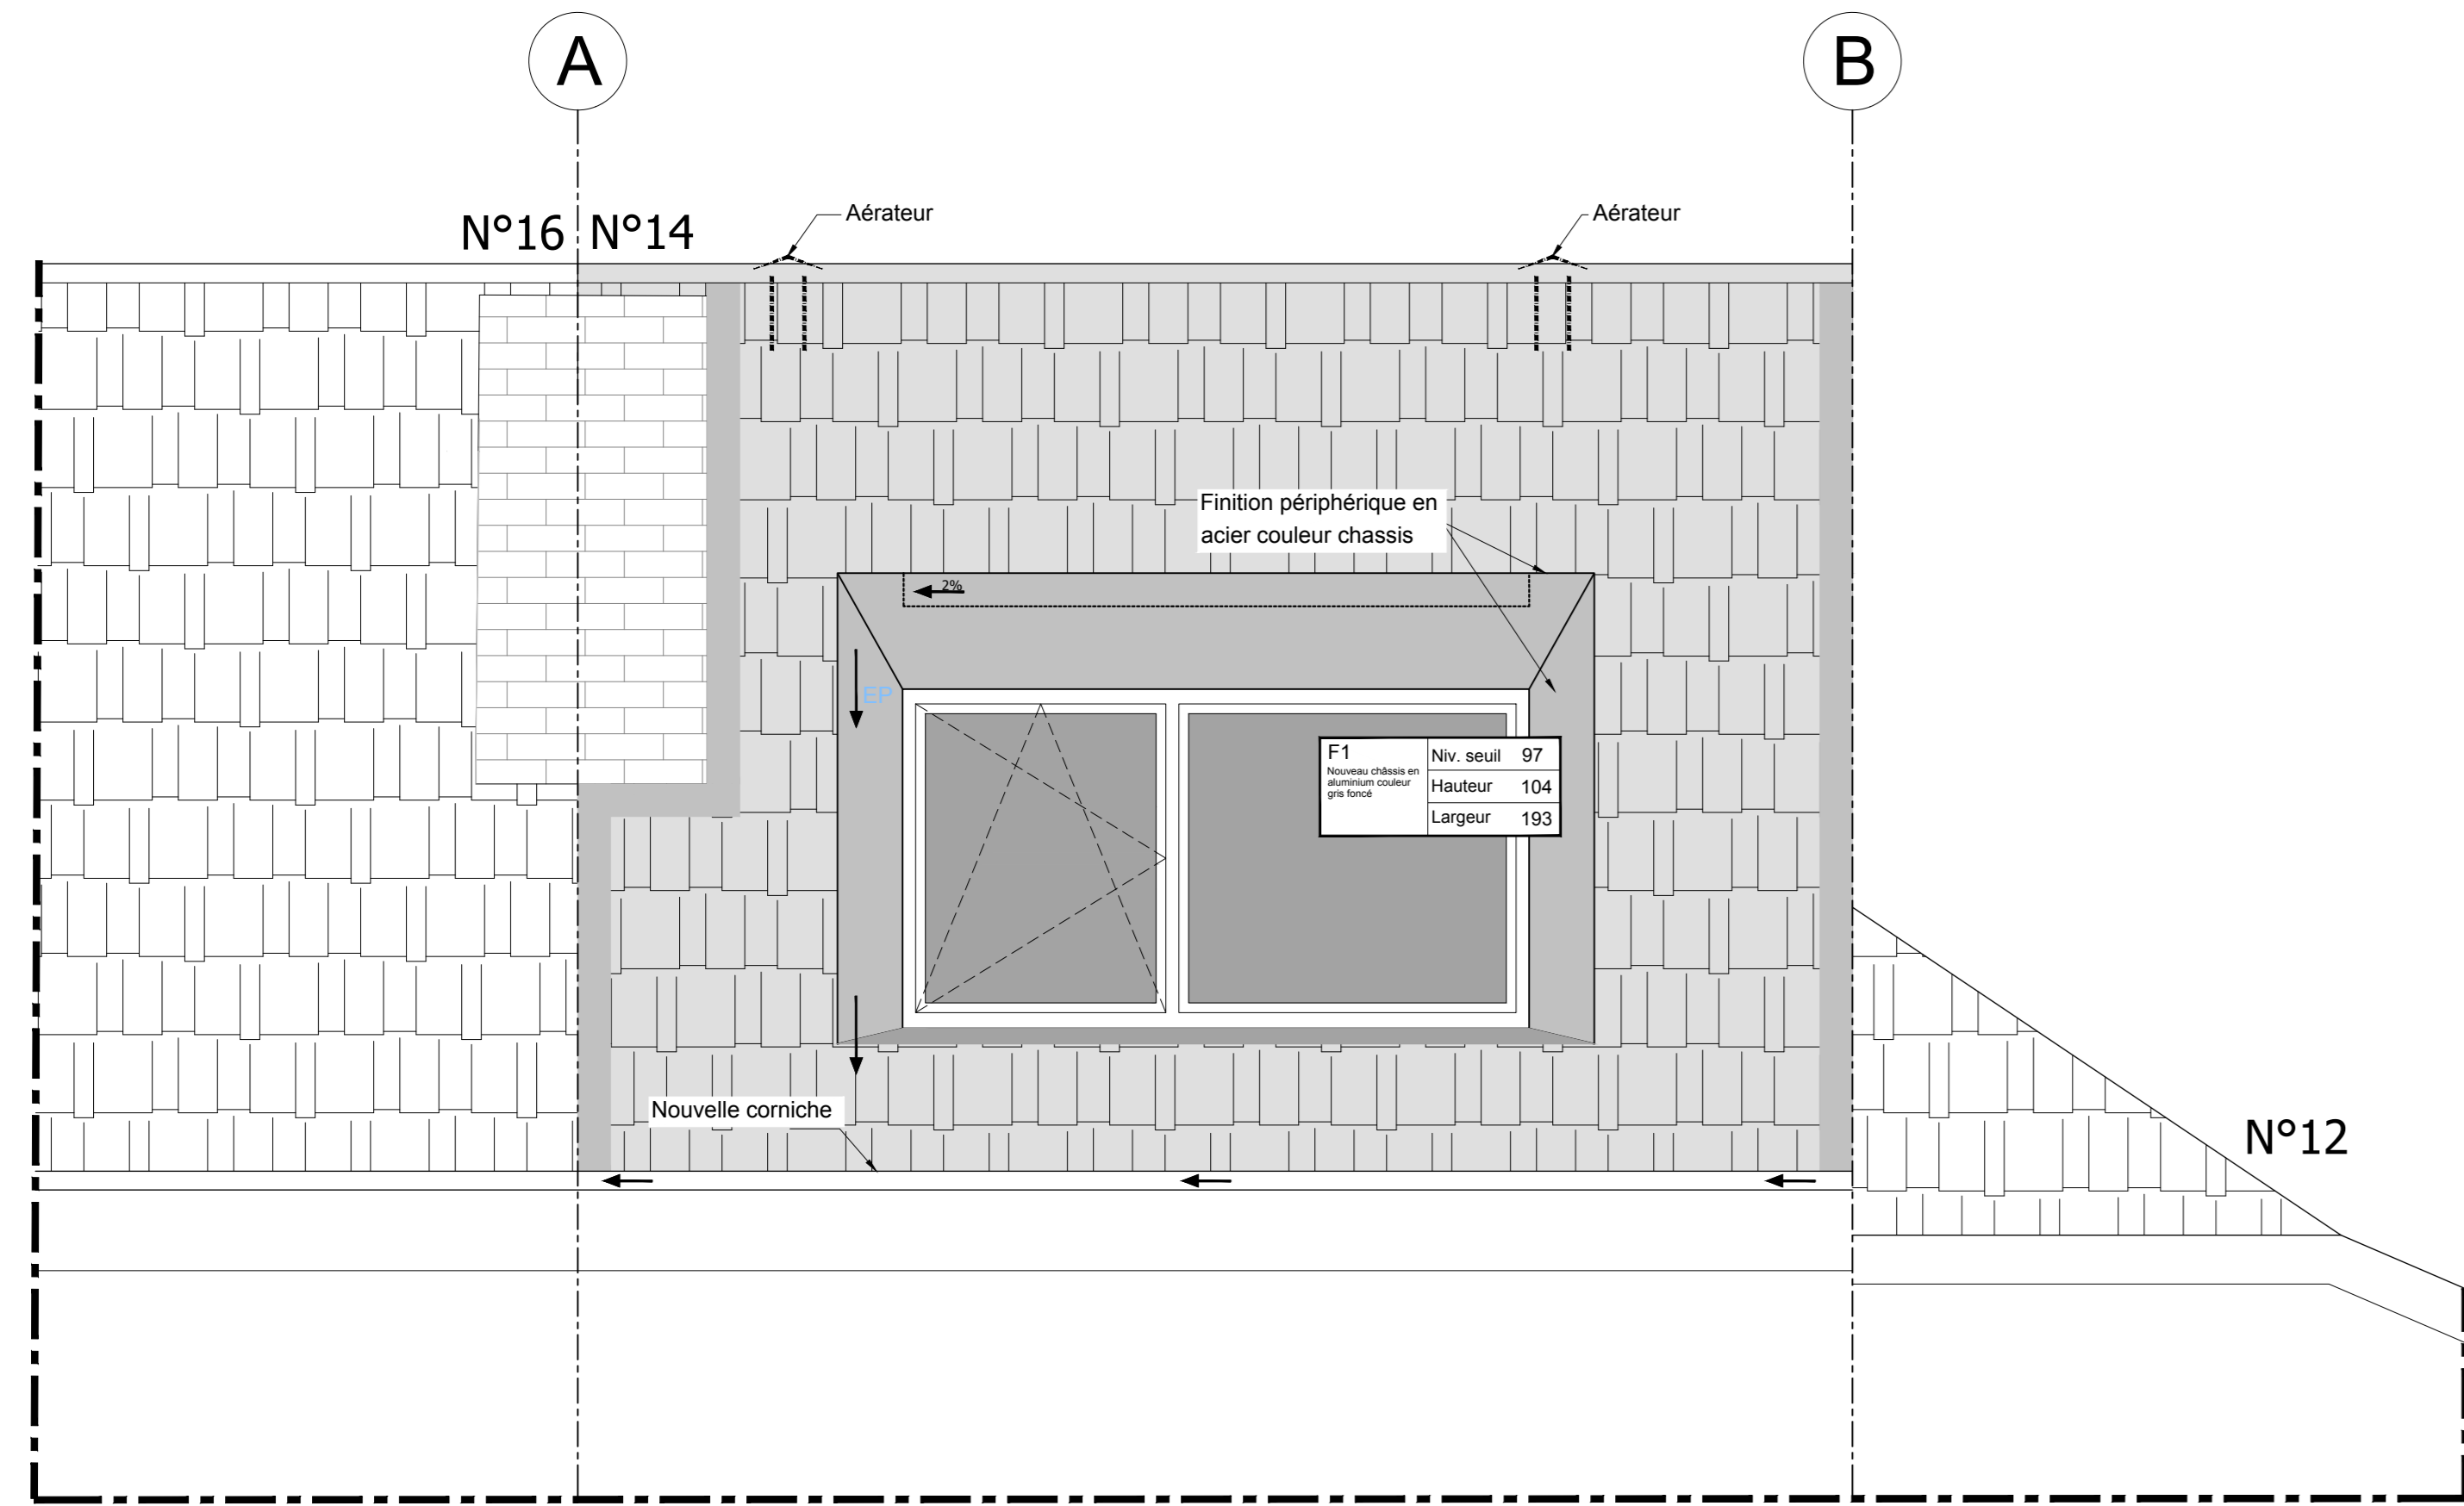 A
B
N°16
N°14
Aérateur
Aérateur
Finition périphérique en
acier couleur chassis
2%
EP
F1
Nouveau châssis en
aluminium couleur
gris foncé
Niv. seuil 97
Hauteur 104
Largeur 193
Nouvelle corniche
N°12